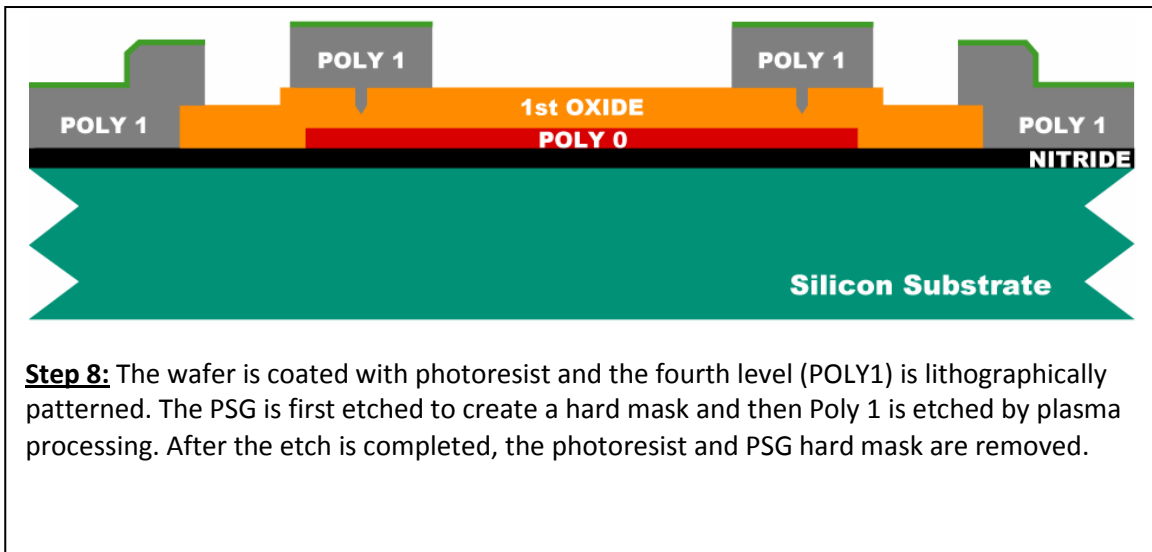 POLY 1
POLY 1
POLY 1
1st OXIDE
POLY 1
POLY 0
NITRIDE
Silicon Substrate
Step 8: The wafer is coated with photoresist and the fourth level (POLY1) is lithographically
patterned. The PSG is first etched to create a hard mask and then Poly 1 is etched by plasma
processing. After the etch is completed, the photoresist and PSG hard mask are removed.